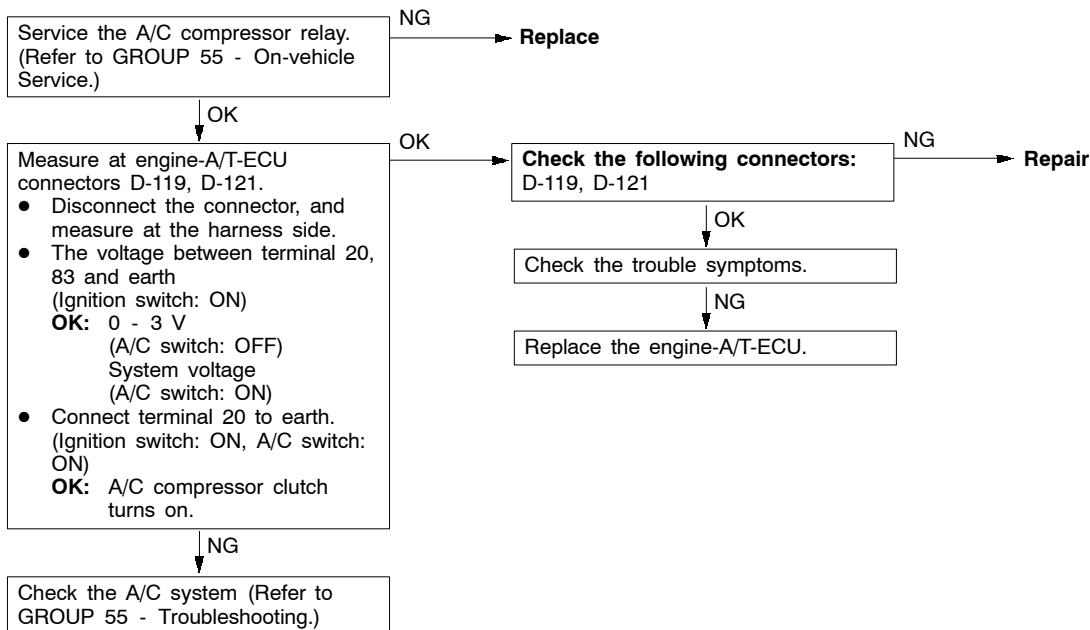 Service the A/C compressor relay.
(Refer to GROUP 55 - On-vehicle
Service.)
NG
Replace
OK
Measure at engine-A/T-ECU
connectors D-119, D-121.
● Disconnect the connector, and
measure at the harness side.
● The voltage between terminal 20,
83 and earth
(Ignition switch: ON)
OK: 0 - 3 V
(A/C switch: OFF)
System voltage
(A/C switch: ON)
● Connect terminal 20 to earth.
(Ignition switch: ON, A/C switch:
ON)
OK: A/C compressor clutch
turns on.
OK
Check the following connectors:
D-119, D-121
NG
Repair
OK
Check the trouble symptoms.
NG
Replace the engine-A/T-ECU.
NG
Check the A/C system (Refer to
GROUP 55 - Troubleshooting.)